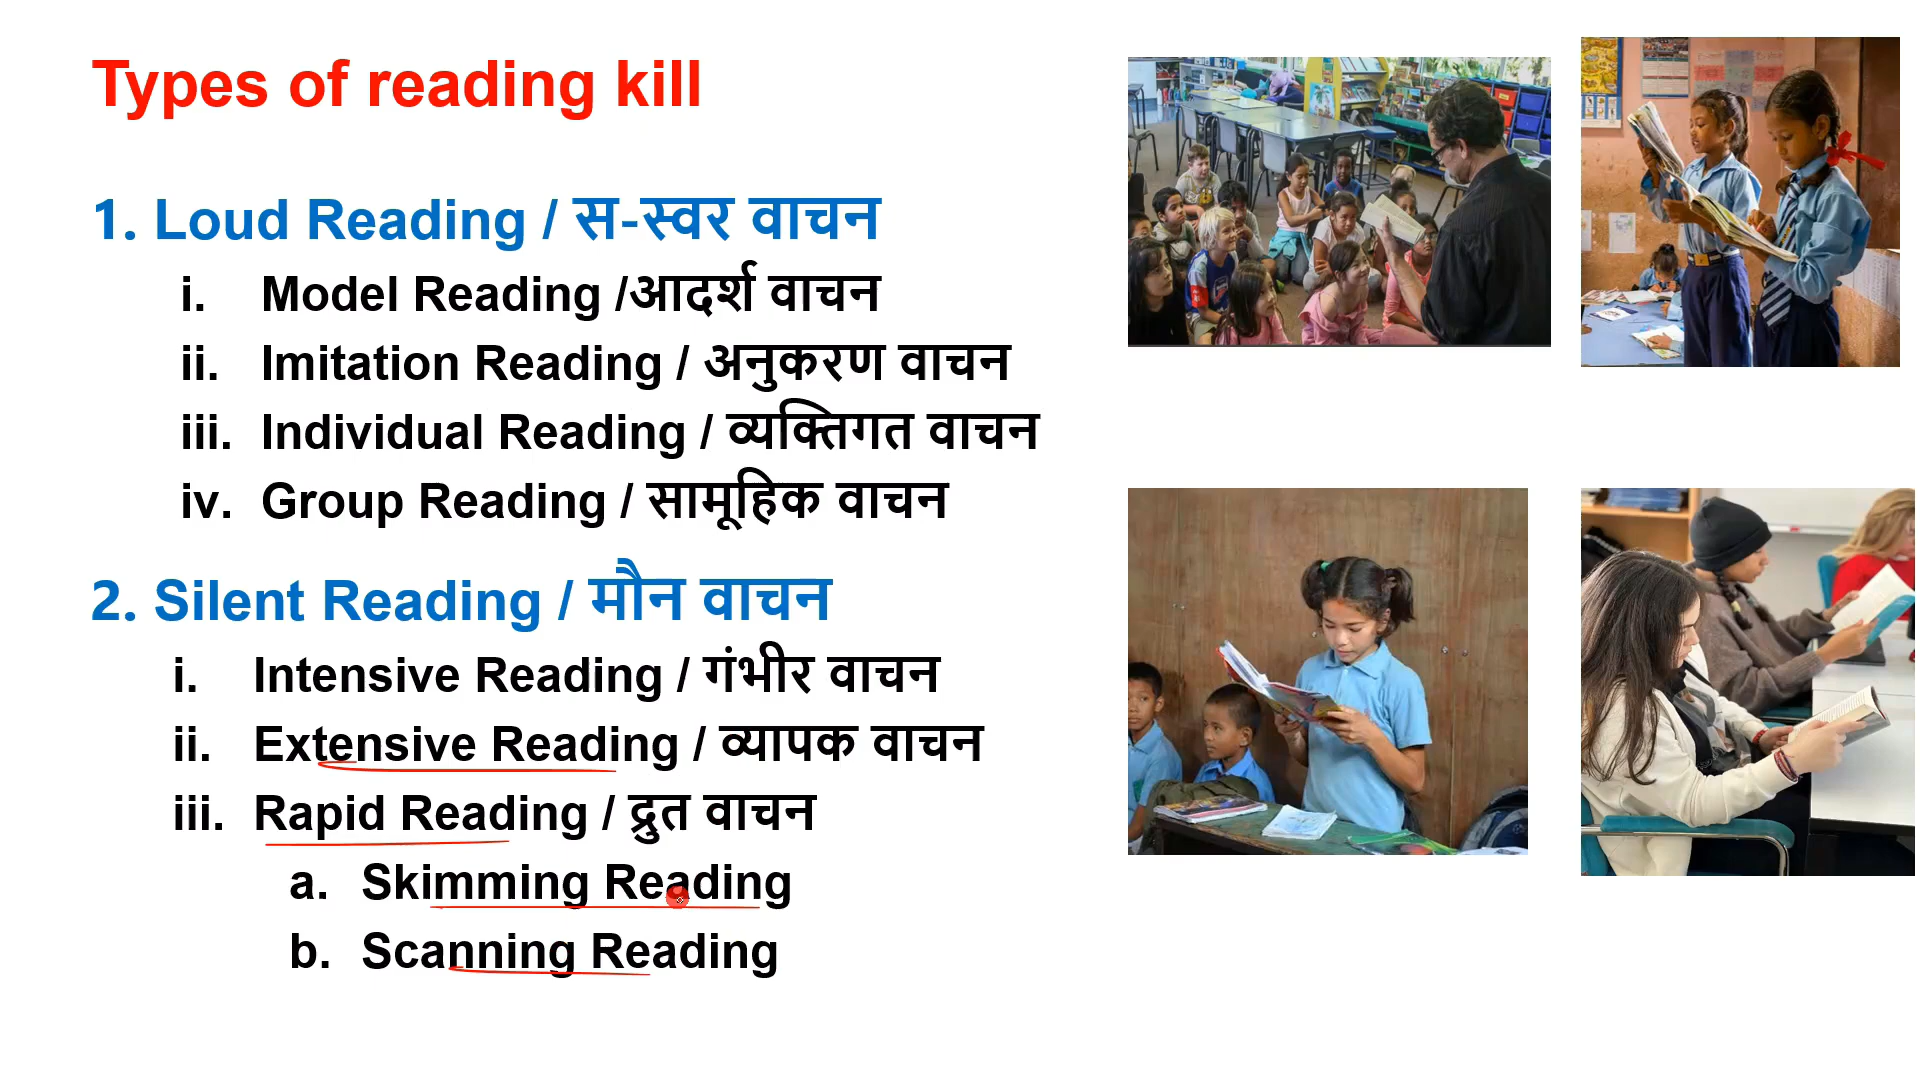 Types of reading kill
1. Loud Reading / स-स्वर वाचन
i. Model Reading /आदर्श वाचन
ii. Imitation Reading / अनुकरण वाचन
iii. Individual Reading / व्यक्तिगत वाचन
iv. Group Reading / सामूहिक वाचन
2. Silent Reading / मौन वाचन
i. Intensive Reading / गंभीर वाचन
ii. Extensive Reading / व्यापक वाचन
iii. Rapid Reading / द्रुत वाचन
a. Skimming Reading
b. Scanning Reading